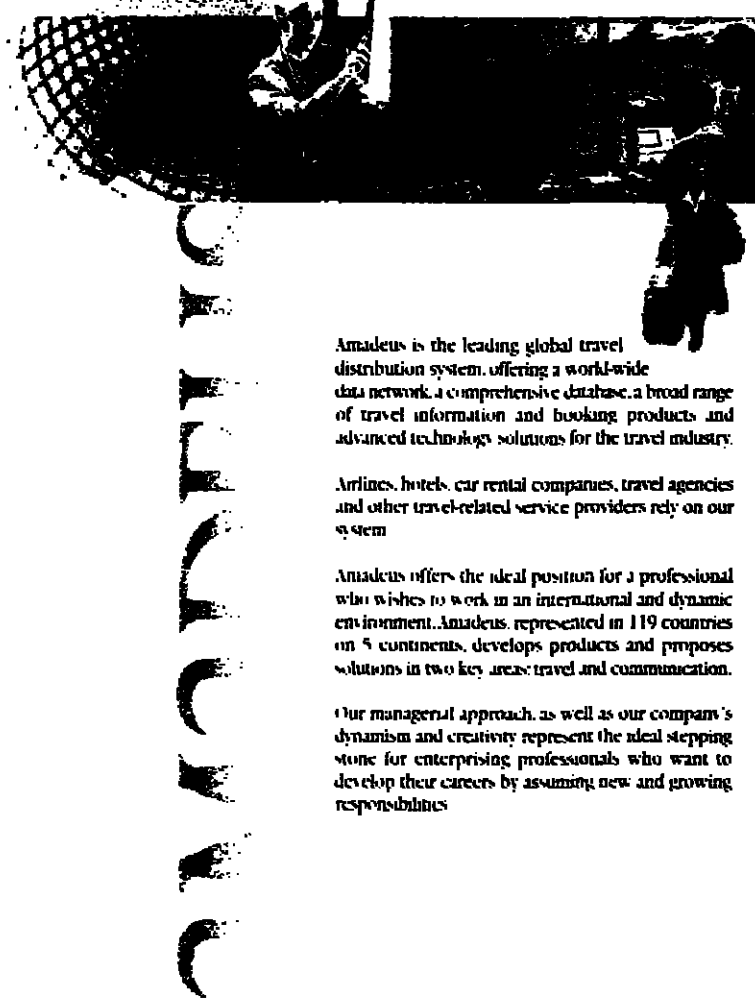 Amadeus is the leading global travel
distribution system, offering a world-wide
data network, a comprehensive database, a broad range
of travel information and booking products and
advanced technology solutions for the travel industry.
Airlines, hotels, car rental companies, travel agencies
and other travel-related service providers rely on our
system
Amadeus offers the ideal position for a professional
who wishes to work in an international and dynamic
environment. Amadeus, represented in 119 countries
on 5 continents, develops products and proposes
solutions in two key areas: travel and communication.
Our managerial approach, as well as our company's
dynamism and creativity represent the ideal stepping
stone for enterprising professionals who want to
develop their careers by assuming new and growing
responsibilities